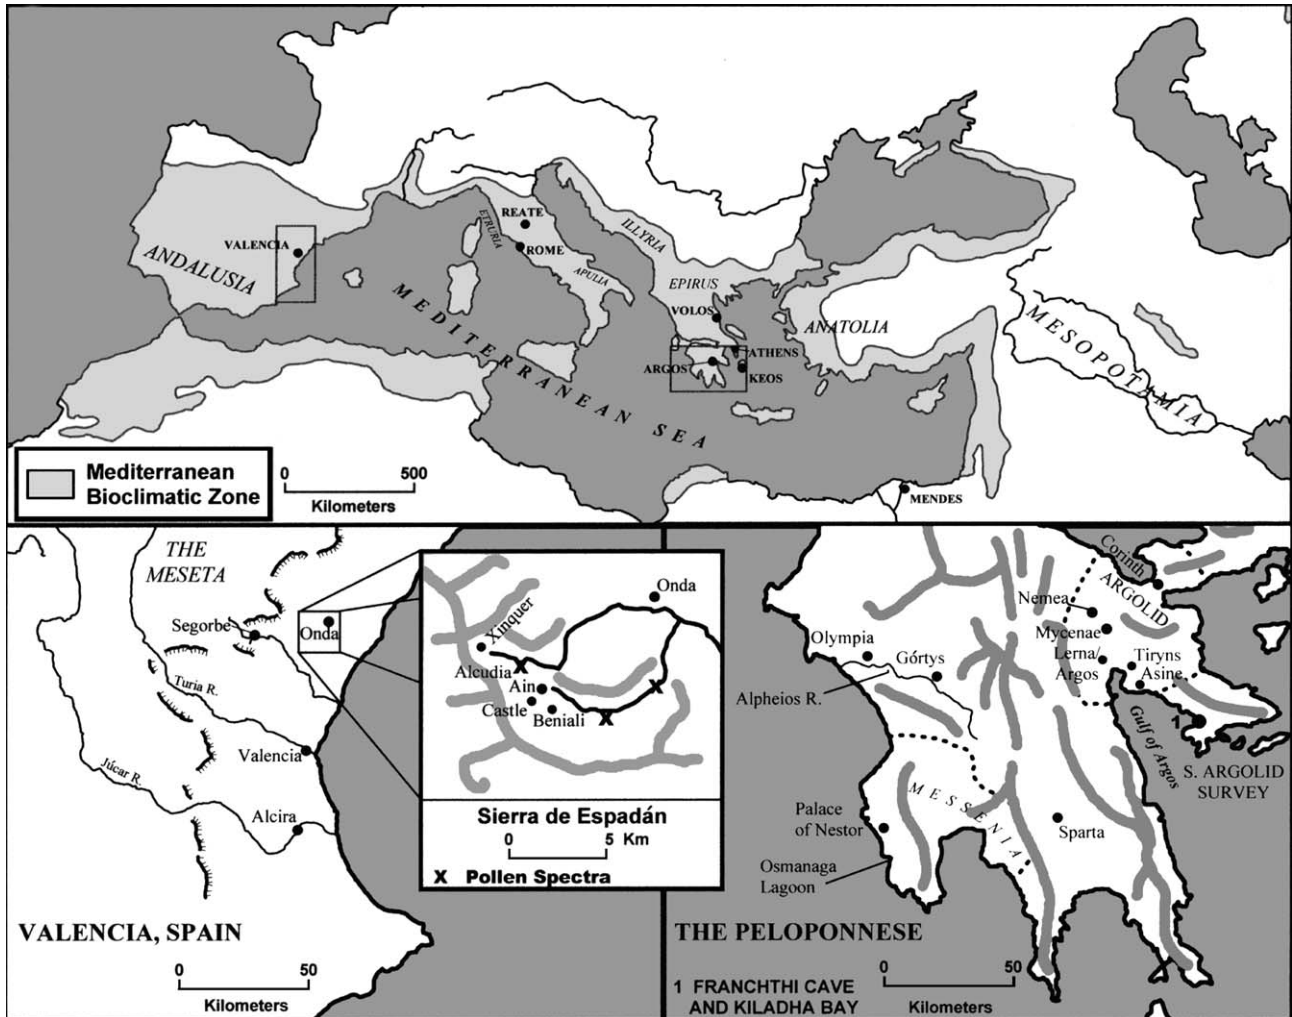 REATE
ETRURIA
ILLYRIA
VALENCIA
ROME
ANDALUSIA
APULIA
EPIRUS
VOLOS
ANATOLIA
MESOPOTAMIA
ATHENS
ARGOS
KEOS
MEDITERRANEAN SEA
Mediterranean
Bioclimatic Zone
0 500
Kilometers
MENDES
THE
MESETA
Segorbe
Onda
Turia R.
Valencia
Júcar R.
Alcira
VALENCIA, SPAIN
0 50
Kilometers
Onda
Xinquer
Alcudia
X
Ain
X
Castle
Beniali
X
Sierra de Espadán
0 5 Km
X Pollen Spectra
Corinth
ARGOLID
Nemea
Mycenae
Olympia
Lerna/
Argos
Tiryns
Asine
Górtys
Alpheios R.
1
Gulf of Argos
S. ARGOLID
SURVEY
MESSENIA
Palace
of Nestor
Sparta
Osmanaga
Lagoon
THE PELOPONNESE
0 50
Kilometers
1 FRANCHTHI CAVE
AND KILADHA BAY